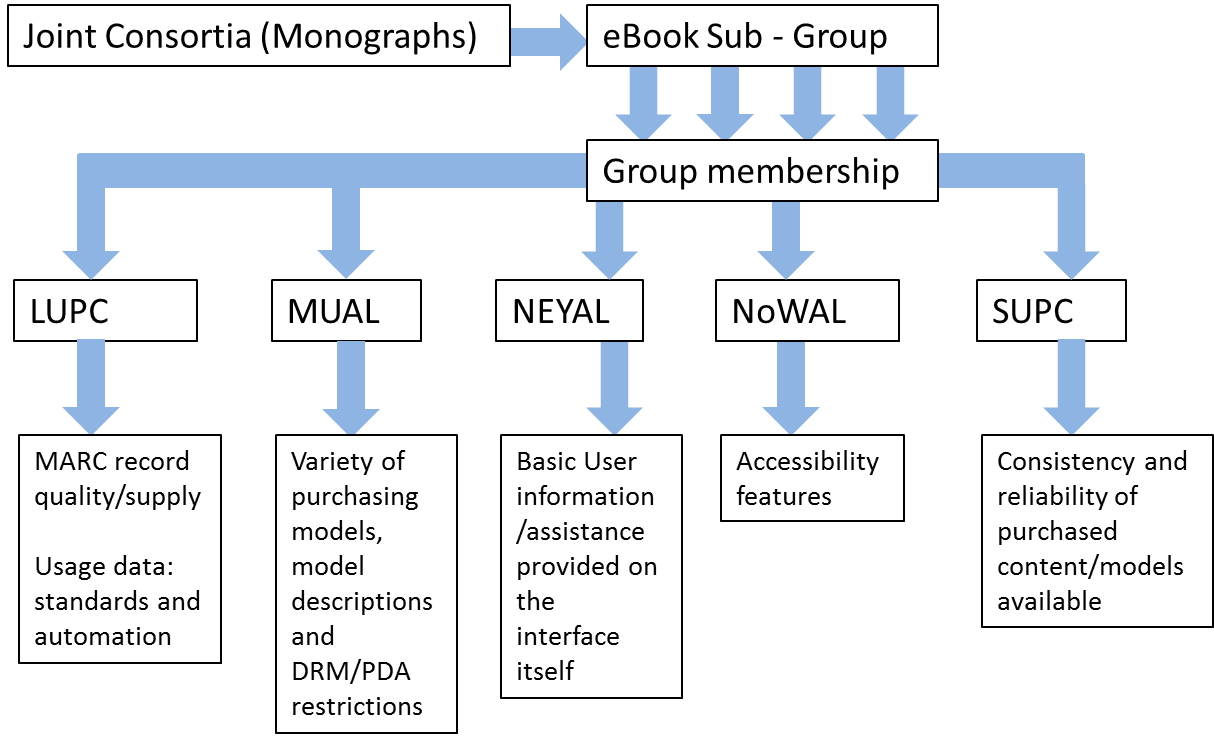 Joint Consortia (Monographs)
eBook Sub - Group
Group membership
LUPC
MUAL
NEYAL
NoWAL
SUPC
MARC record
quality/supply
Usage data:
standards and
automation
Variety of
purchasing
models,
model
descriptions
and
DRM/PDA
restrictions
Basic User
information
/assistance
provided on
the
interface
itself
Accessibility
features
Consistency and
reliability of
purchased
content/models
available